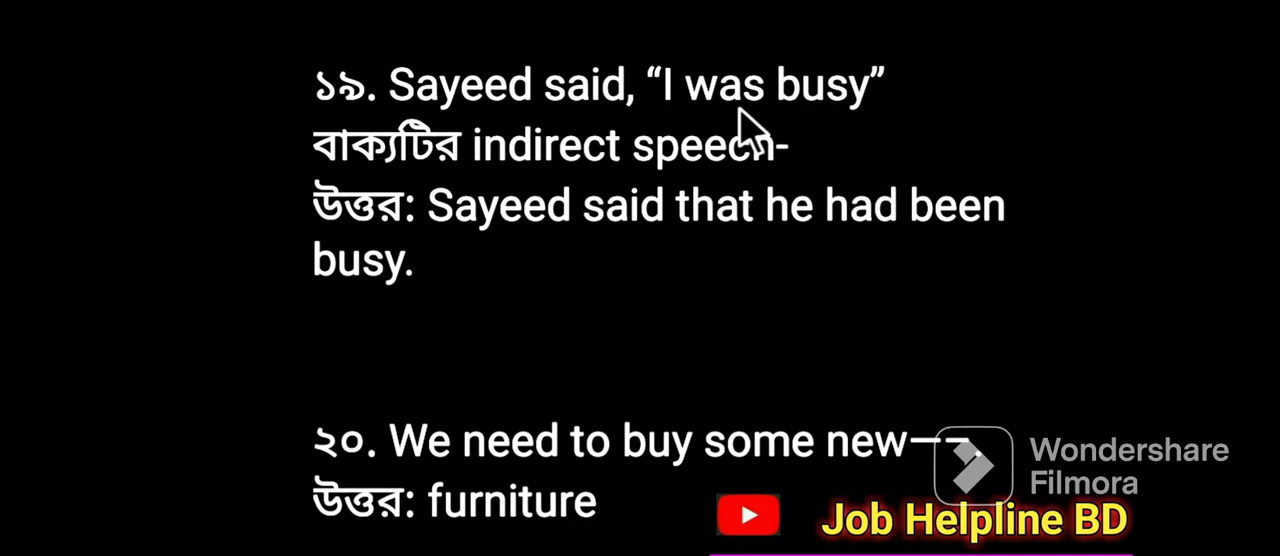 ১৯. Sayeed said, “I was busy”
বাক্যটির indirect speech-
উত্তর: Sayeed said that he had been
busy.
২০. We need to buy some new—–.
উত্তর: furniture
Wondershare
Filmora
Job Helpline BD